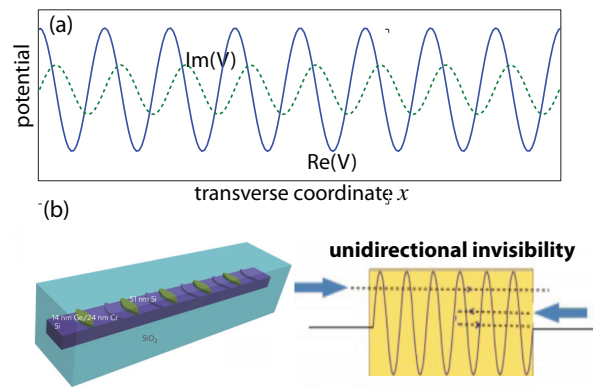 (a)
Im(V)
potential
Re(V)
transverse coordinate x
(b)
unidirectional invisibility
51 nm Si
14 nm Ge/24 nm Cr
Si
SiO₂